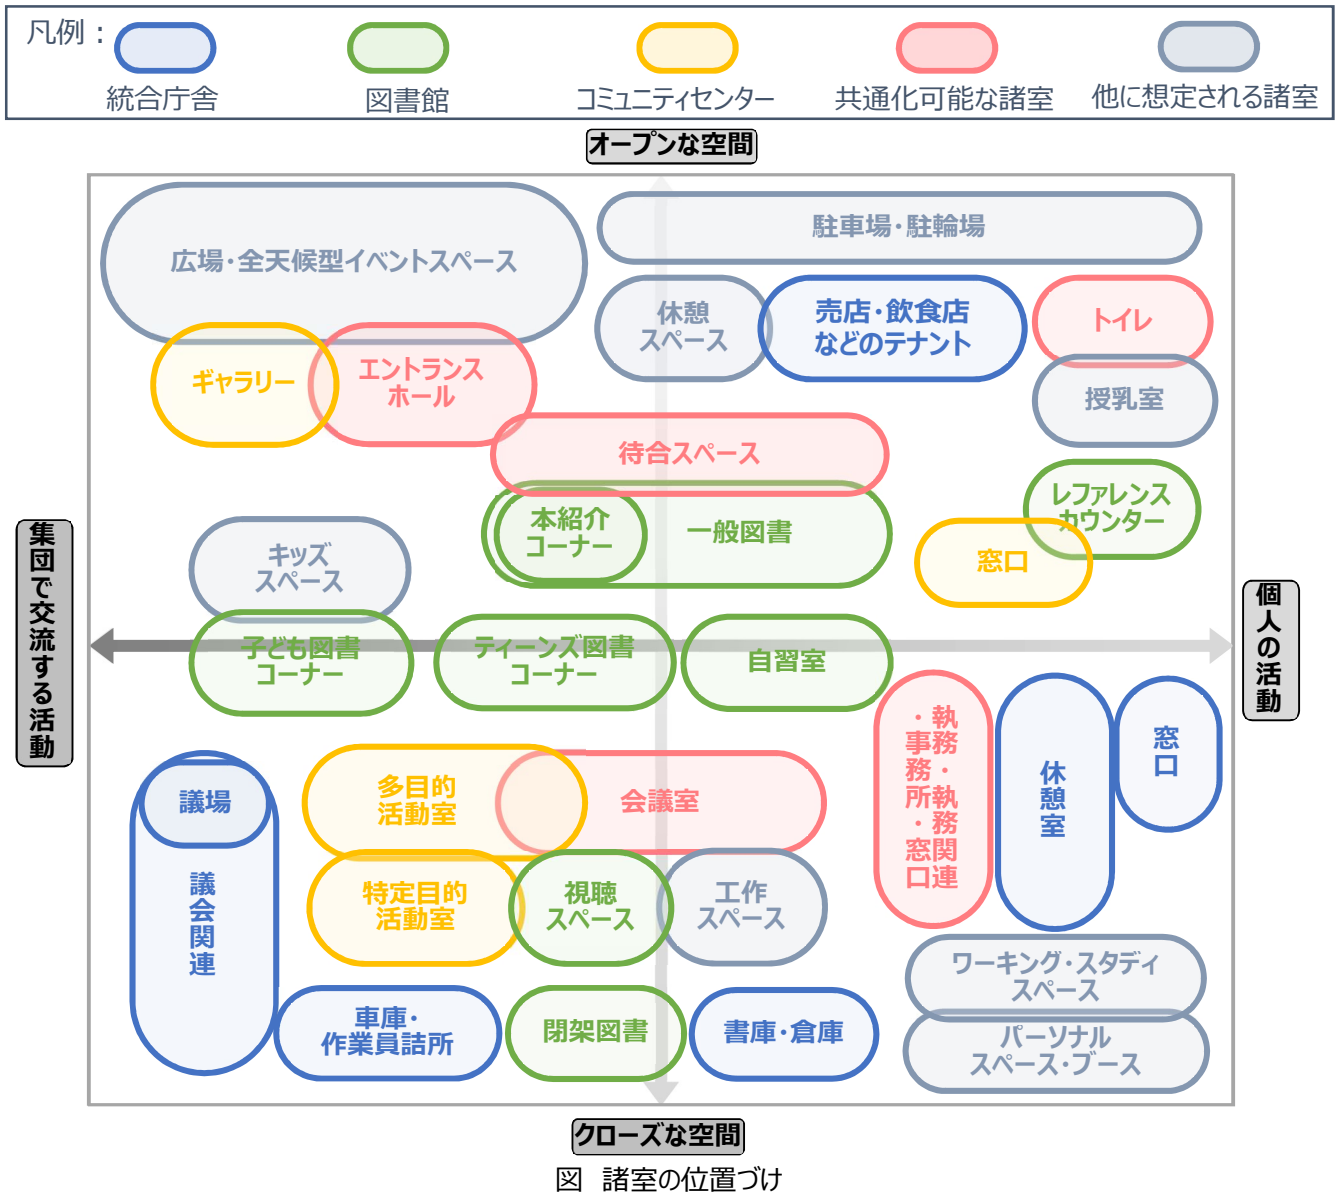 凡例：
統合庁舎
図書館
コミュニティセンター
共通化可能な諸室
他に想定される諸室
オープンな空間
駐車場・駐輪場
広場・全天候型イベントスペース
休憩
スペース
売店・飲食店
などのテナント
トイレ
授乳室
ギャラリー
エントランス
ホール
待合スペース
レファレンス
カウンター
本紹介
コーナー
一般図書
窓口
キッズ
スペース
集団で交流する活動
個人の活動
子ども図書
コーナー
ティーンズ図書
コーナー
自習室
執務・執務関連
・事務所・窓口
休憩室
窓口
議場
議会関連
多目的
活動室
会議室
特定目的
活動室
視聴
スペース
工作
スペース
ワーキング・スタディ
スペース
車庫・
作業員詰所
閉架図書
書庫・倉庫
パーソナル
スペース・ブース
クローズな空間
図　諸室の位置づけ